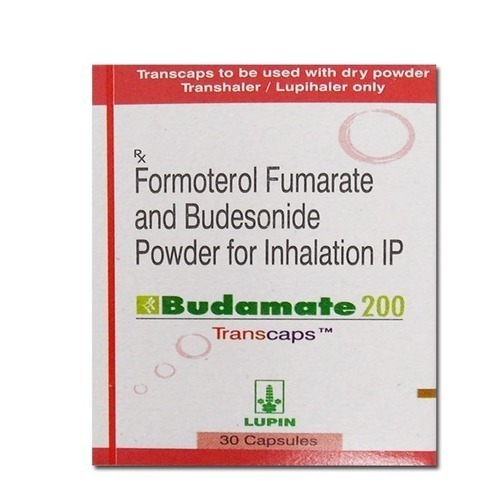 Transcaps to be used with dry powder
Transhaler / Lupihaler only
Rx
Formoterol Fumarate
and Budesonide
Powder for Inhalation IP
Budamate 200
Transcaps™
LUPIN
30 Capsules